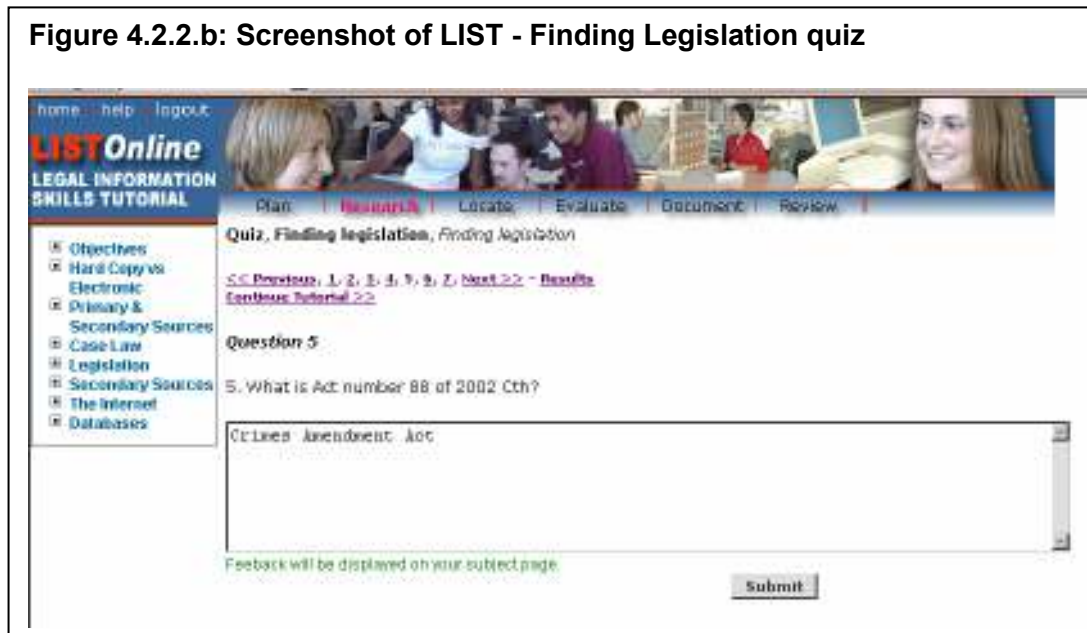 Figure 4.2.2.b: Screenshot of LIST - Finding Legislation quiz
home help logout
LISTOnline
LEGAL INFORMATION
SKILLS TUTORIAL
Plan | Research | Locate | Evaluate | Document | Review |
Objectives
Hard Copy vs
Electronic
Primary &
Secondary Sources
Case Law
Legislation
Secondary Sources
The Internet
Databases
Quiz, Finding legislation, Finding legislation
<< Previous, 1, 2, 3, 4, 5, 6, 7, Next >> - Results
Continue Tutorial >>
Question 5
5. What is Act number 88 of 2002 Cth?
Crimes Amendment Act
Feeback will be displayed on your subject page.
Submit